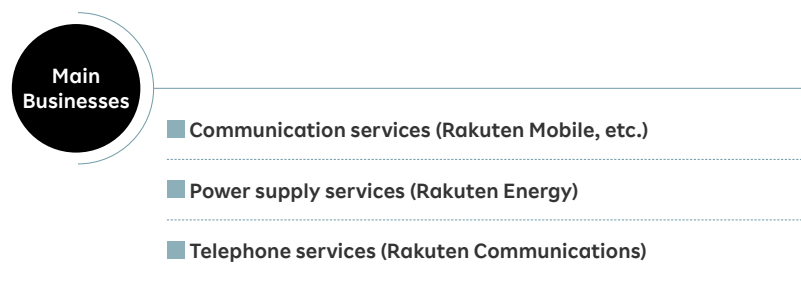 Main
Businesses
Communication services (Rakuten Mobile, etc.)
Power supply services (Rakuten Energy)
Telephone services (Rakuten Communications)